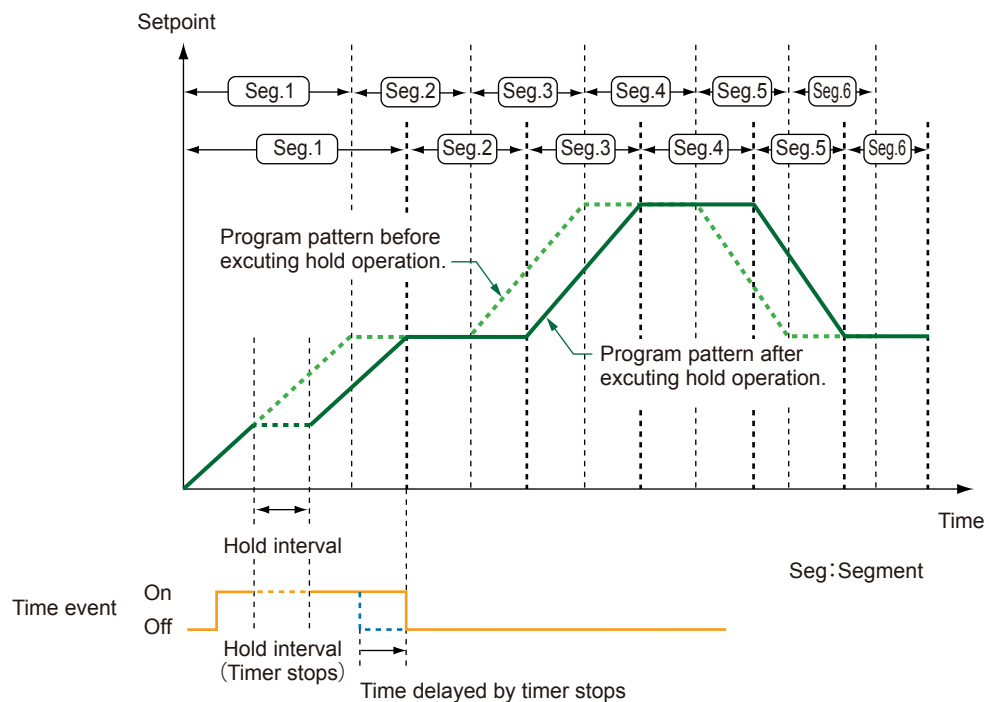 Setpoint
Seg.1 Seg.2 Seg.3 Seg.4 Seg.5 Seg.6
Seg.1 Seg.2 Seg.3 Seg.4 Seg.5 Seg.6
Program pattern before
excuting hold operation.
Program pattern after
excuting hold operation.
Time
Hold interval
Seg:Segment
Time event
On
Off
Hold interval
(Timer stops)
Time delayed by timer stops